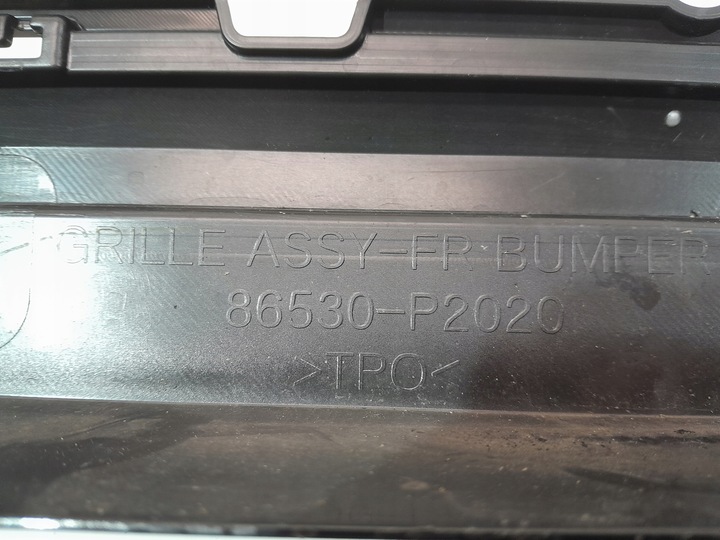 GRILLE ASSY-FR BUMPER
86530-P2020
>TPO<